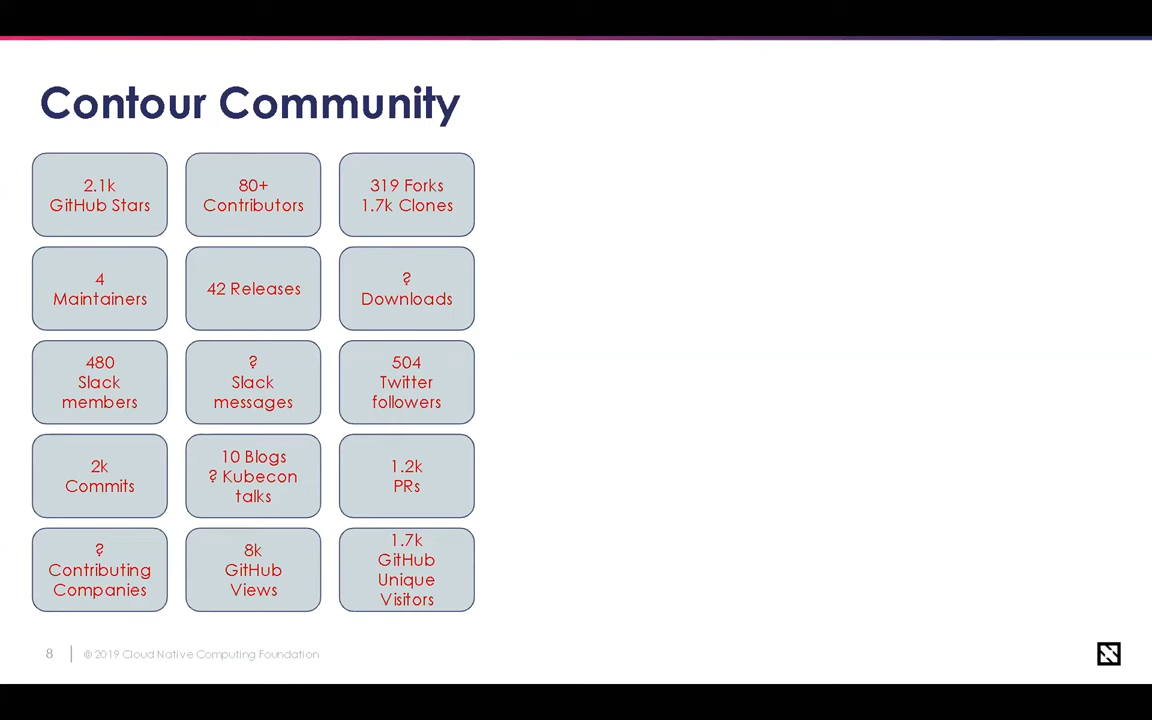 Contour Community
2.1k
GitHub Stars
80+
Contributors
319 Forks
1.7k Clones
4
Maintainers
42 Releases
?
Downloads
480
Slack
members
?
Slack
messages
504
Twitter
followers
2k
Commits
10 Blogs
? Kubecon
talks
1.2k
PRs
?
Contributing
Companies
8k
GitHub
Views
1.7k
GitHub
Unique
Visitors
8
© 2019 Cloud Native Computing Foundation